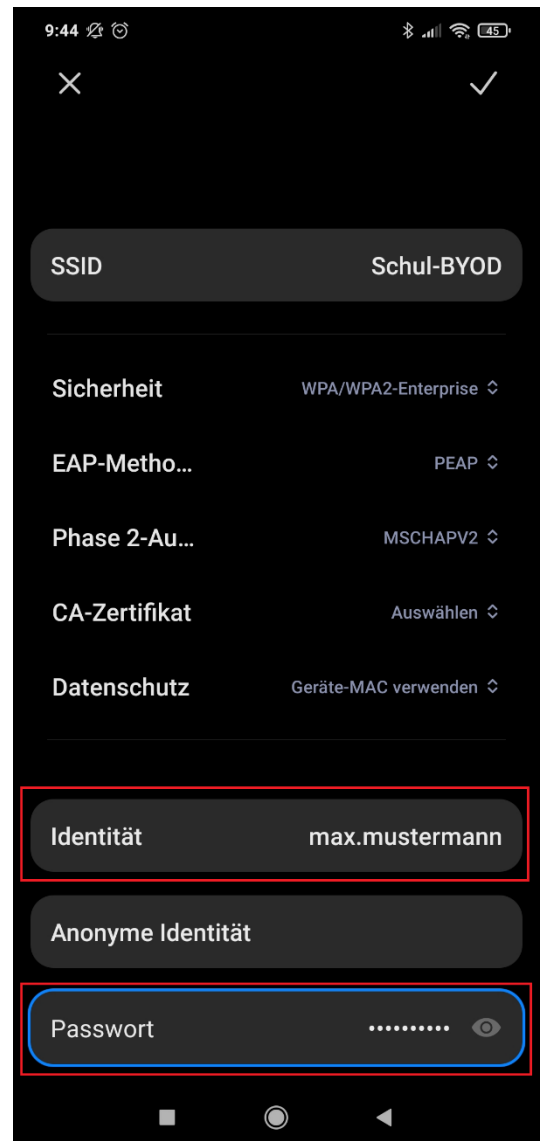 9:44 45
SSID Schul-BYOD
Sicherheit WPA/WPA2-Enterprise
EAP-Metho... PEAP
Phase 2-Au... MSCHAPV2
CA-Zertifikat Auswählen
Datenschutz Geräte-MAC verwenden
Identität max.mustermann
Anonyme Identität
Passwort ••••••••••